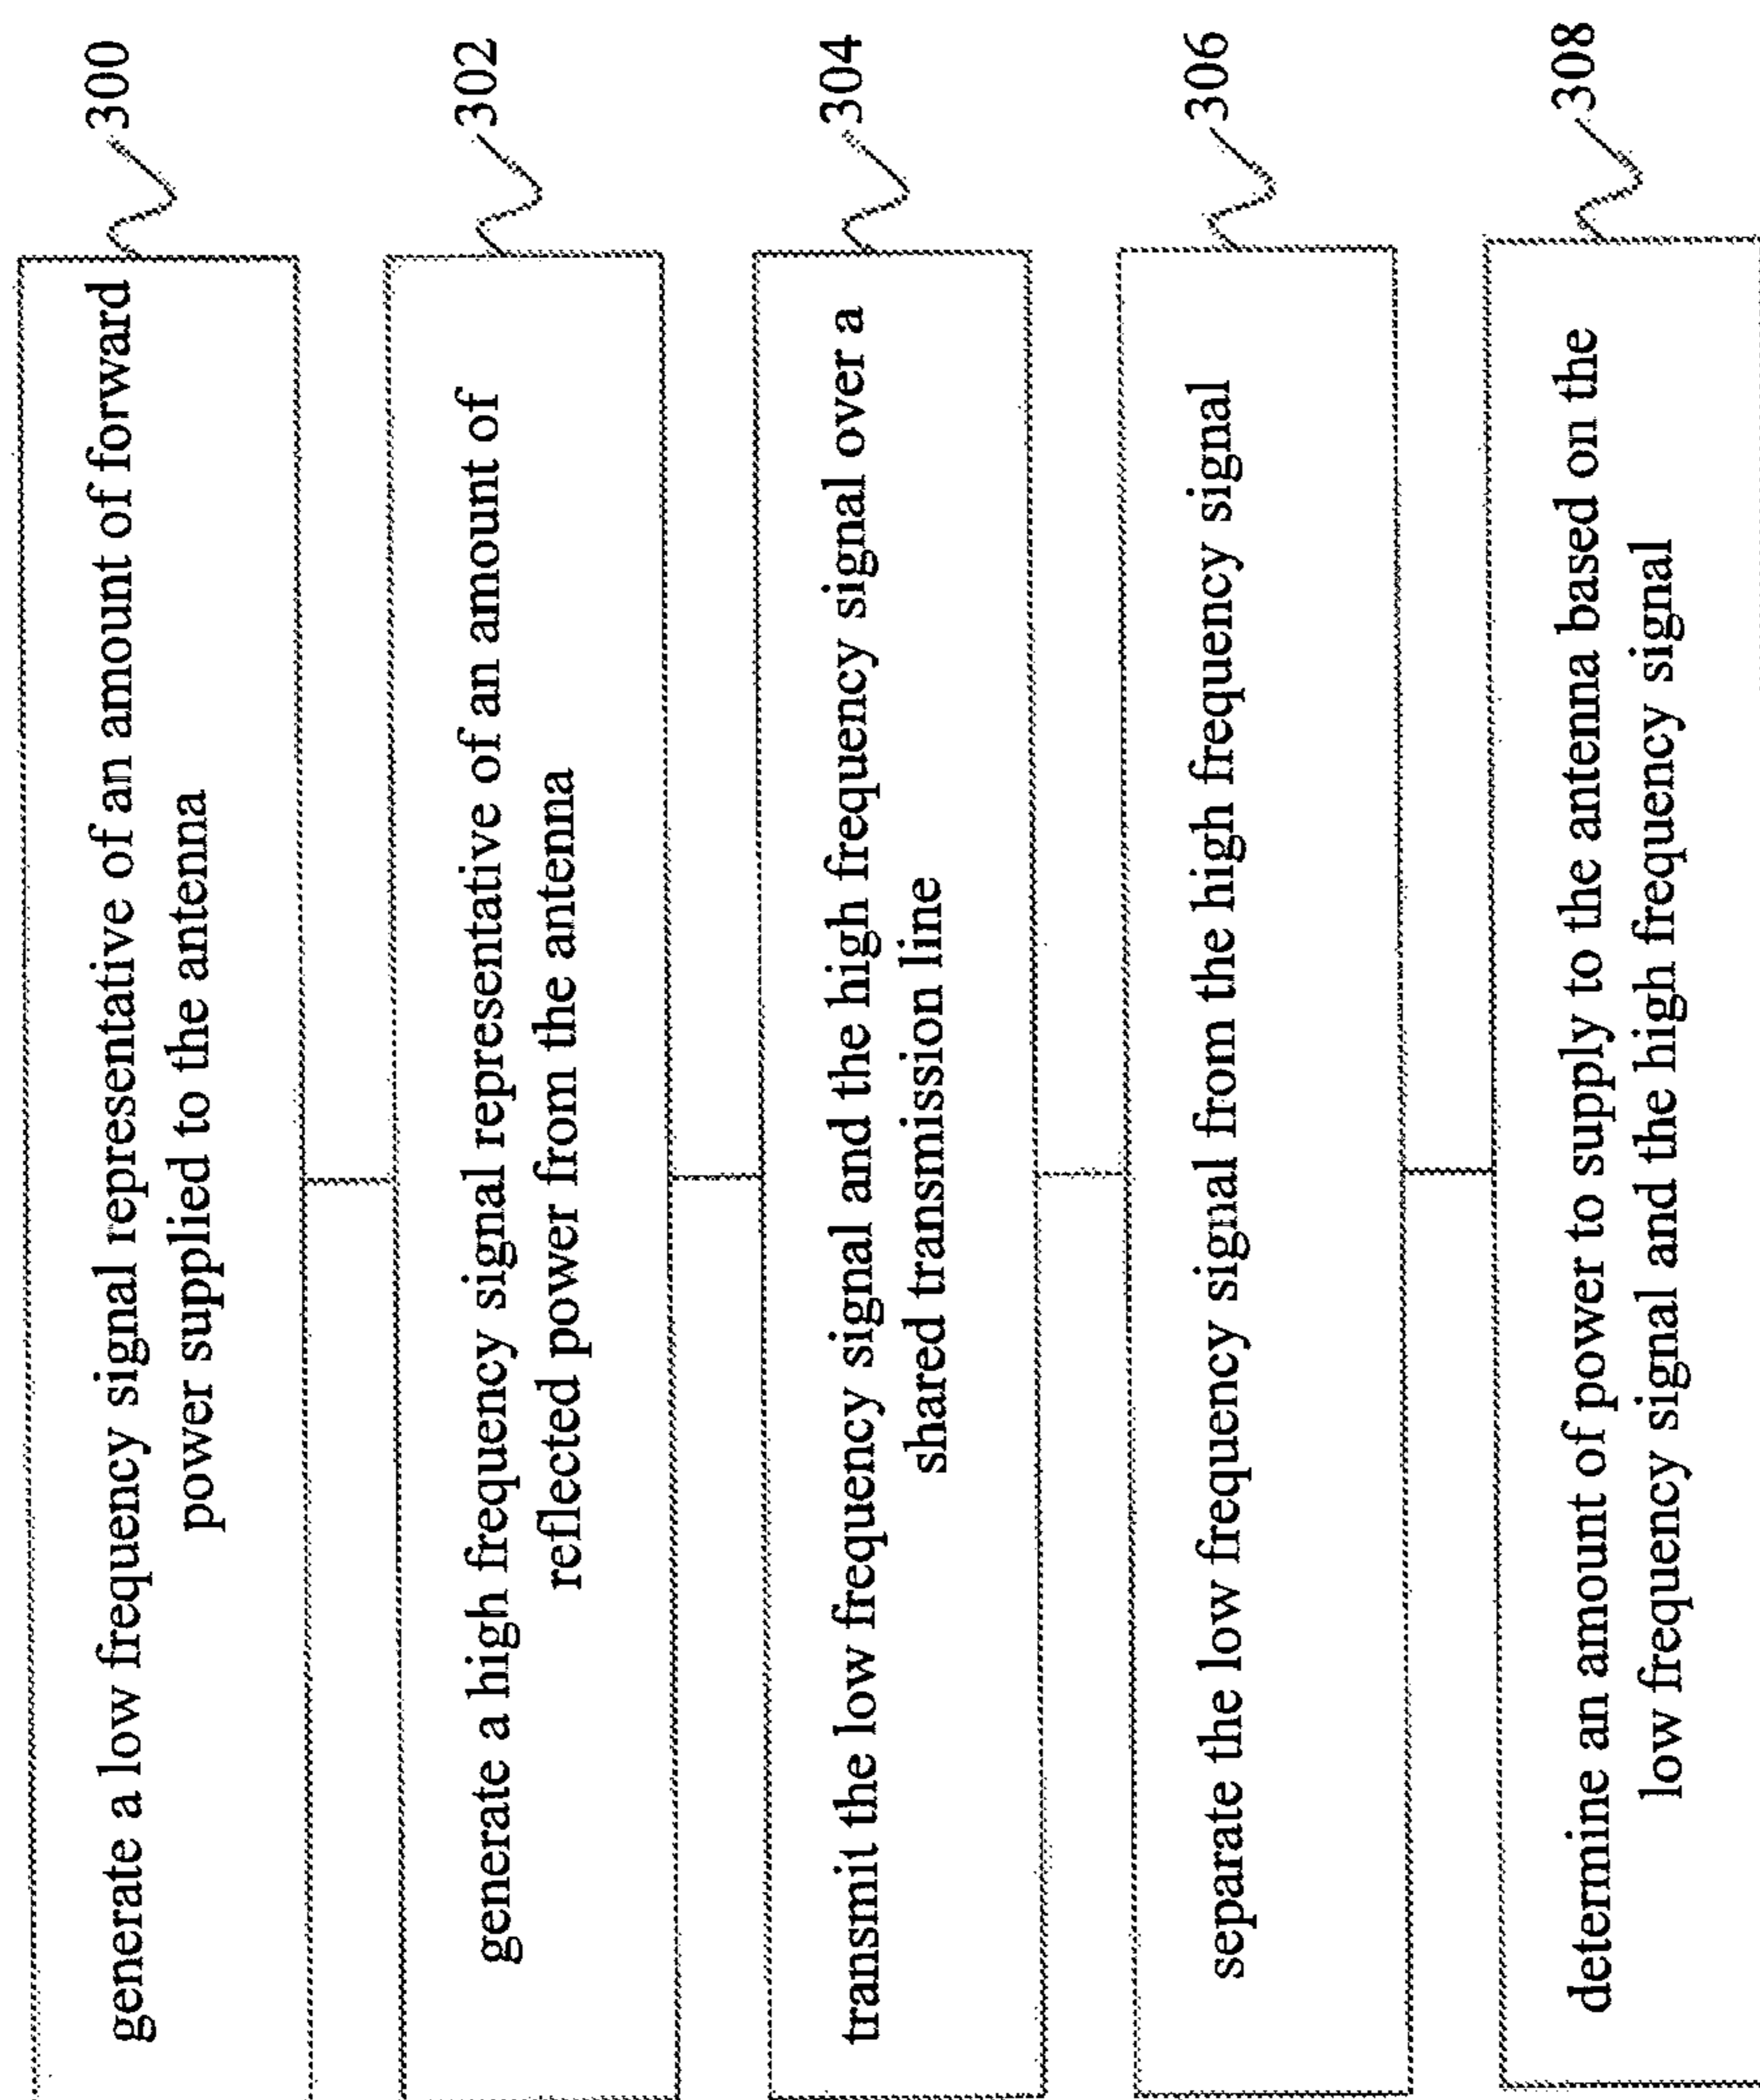 generate a low frequency signal representative of an amount of forward
power supplied to the antenna
300
generate a high frequency signal representative of an amount of
reflected power from the antenna
302
transmit the low frequency signal and the high frequency signal over a
shared transmission line
304
separate the low frequency signal from the high frequency signal
306
determine an amount of power to supply to the antenna based on the
low frequency signal and the high frequency signal
308